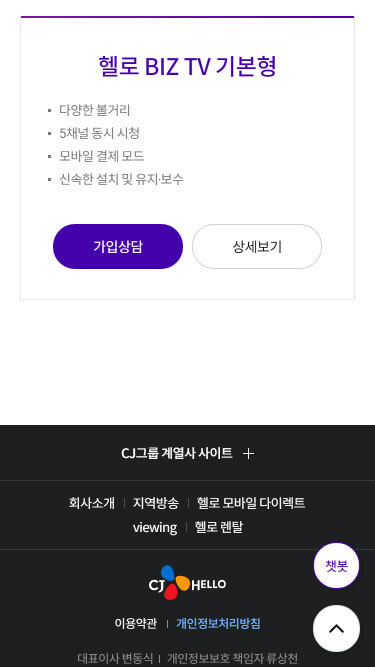 헬로 BIZ TV 기본형
다양한 볼거리
5채널 동시 시청
모바일 결제 모드
신속한 설치 및 유지·보수
가입상담 상세보기
CJ그룹 계열사 사이트
회사소개 지역방송 헬로 모바일 다이렉트
viewing 헬로 렌탈
챗봇
CJ HELLO
이용약관 개인정보처리방침
대표이사 변동식 개인정보보호 책임자 류상천